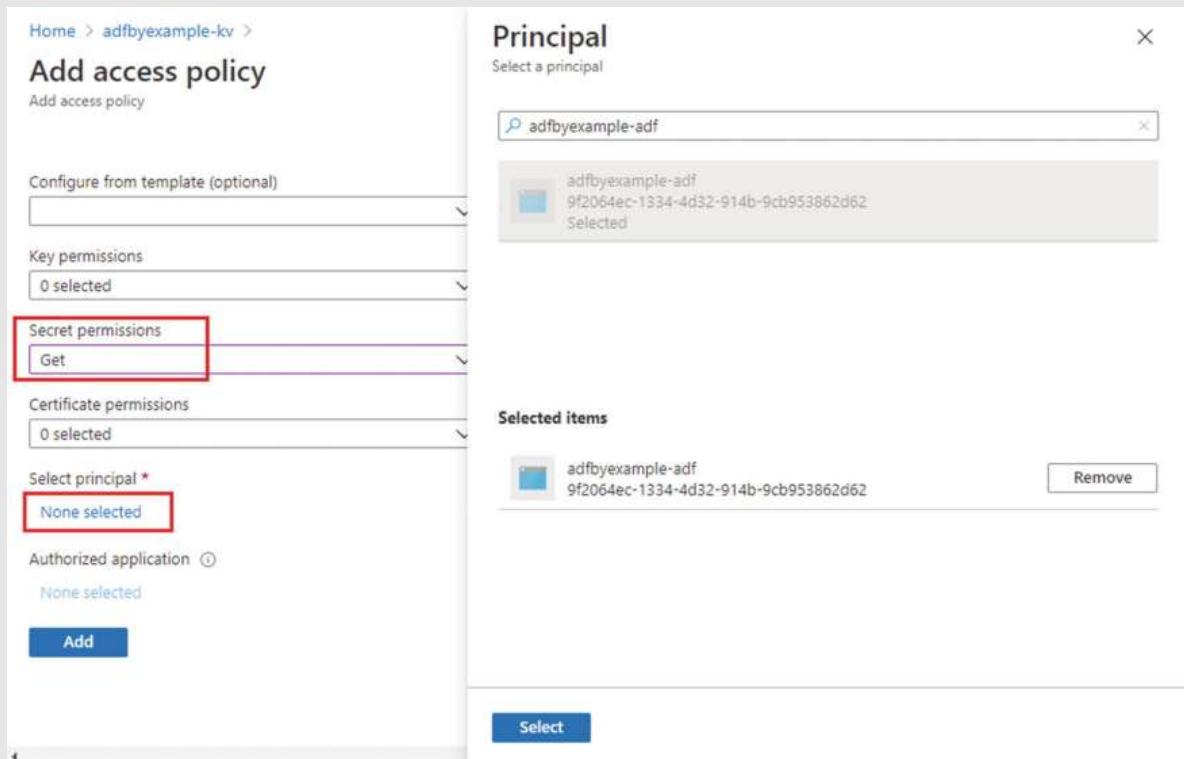 Home > adfbyexample-kv >
Add access policy
Add access policy
Configure from template (optional)
Key permissions
0 selected
Secret permissions
Get
Certificate permissions
0 selected
Select principal *
None selected
Authorized application
None selected
Add
Principal
Select a principal
adfbyexample-adf
adfbyexample-adf
9f2064ec-1334-4d32-914b-9cb953862d62
Selected
Selected items
adfbyexample-adf
9f2064ec-1334-4d32-914b-9cb953862d62
Remove
Select